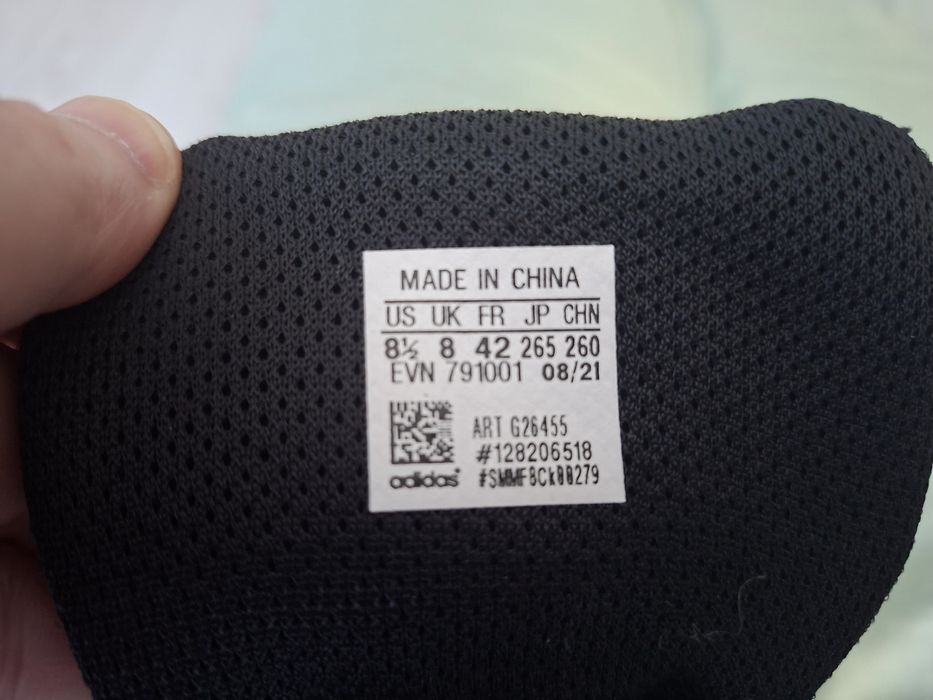 MADE IN CHINA
US UK FR JP CHN
8½ 8 42 265 260
EVN 791001 08/21
ART G26455
#128206518
adidas